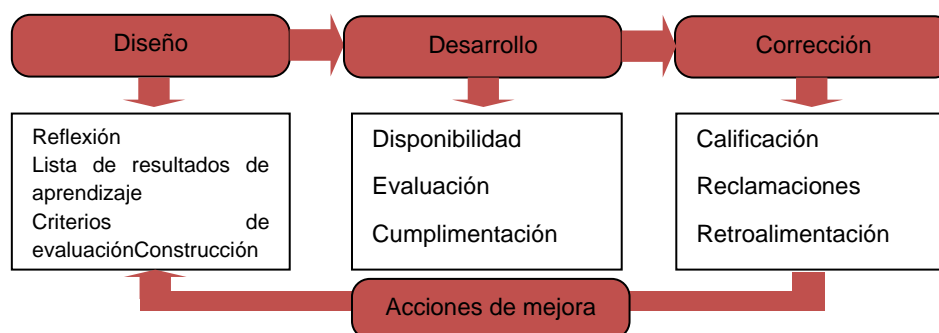 Diseño
Desarrollo
Corrección
Reflexión
Lista de resultados de
aprendizaje
Criterios de
evaluaciónConstrucción
Disponibilidad
Evaluación
Cumplimentación
Calificación
Reclamaciones
Retroalimentación
Acciones de mejora